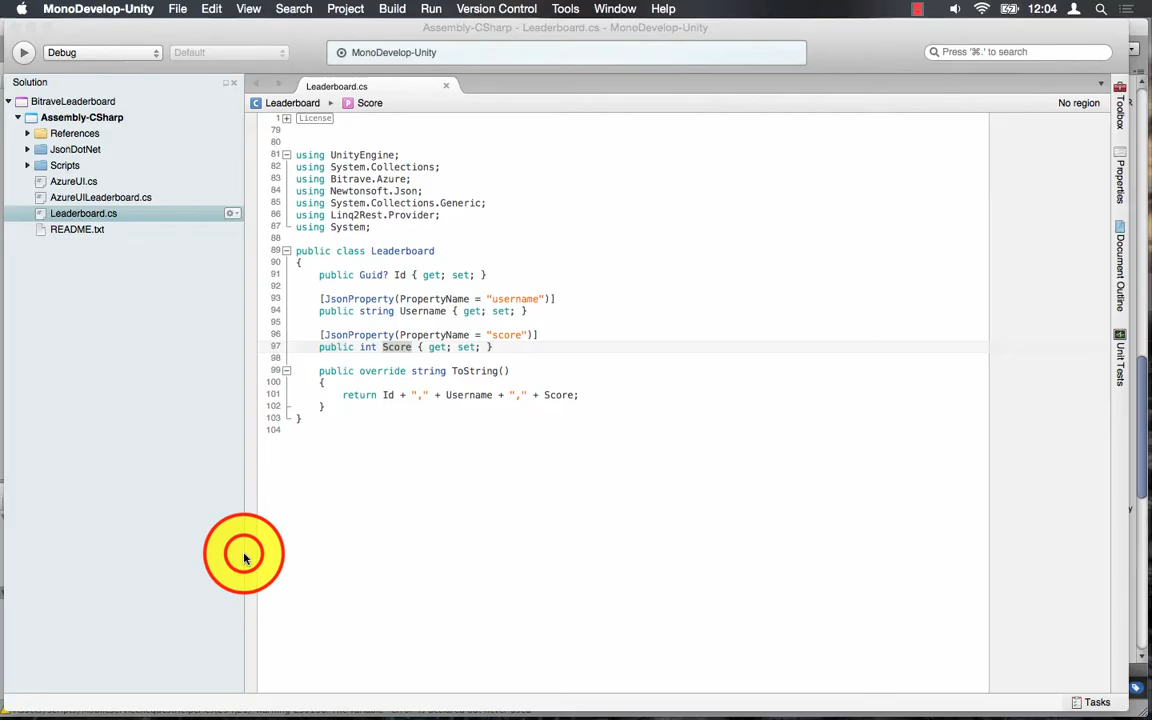 MonoDevelop-Unity File Edit View Search Project Build Run Version Control Tools Window Help 12:04
Assembly-CSharp - Leaderboard.cs - MonoDevelop-Unity
Debug Default MonoDevelop-Unity Press '⌘.' to search
Solution
BitraveLeaderboard
Assembly-CSharp
References
JsonDotNet
Scripts
AzureUI.cs
AzureUILeaderboard.cs
Leaderboard.cs
README.txt
Leaderboard.cs
Leaderboard Score No region
1 License
79
80
81 using UnityEngine;
82 using System.Collections;
83 using Bitrave.Azure;
84 using Newtonsoft.Json;
85 using System.Collections.Generic;
86 using Linq2Rest.Provider;
87 using System;
88
89 public class Leaderboard
90 {
91 public Guid? Id { get; set; }
92
93 [JsonProperty(PropertyName = "username")]
94 public string Username { get; set; }
95
96 [JsonProperty(PropertyName = "score")]
97 public int Score { get; set; }
98
99 public override string ToString()
100 {
101 return Id + "," + Username + "," + Score;
102 }
103 }
104
Toolbox
Properties
Document Outline
Unit Tests
Tasks